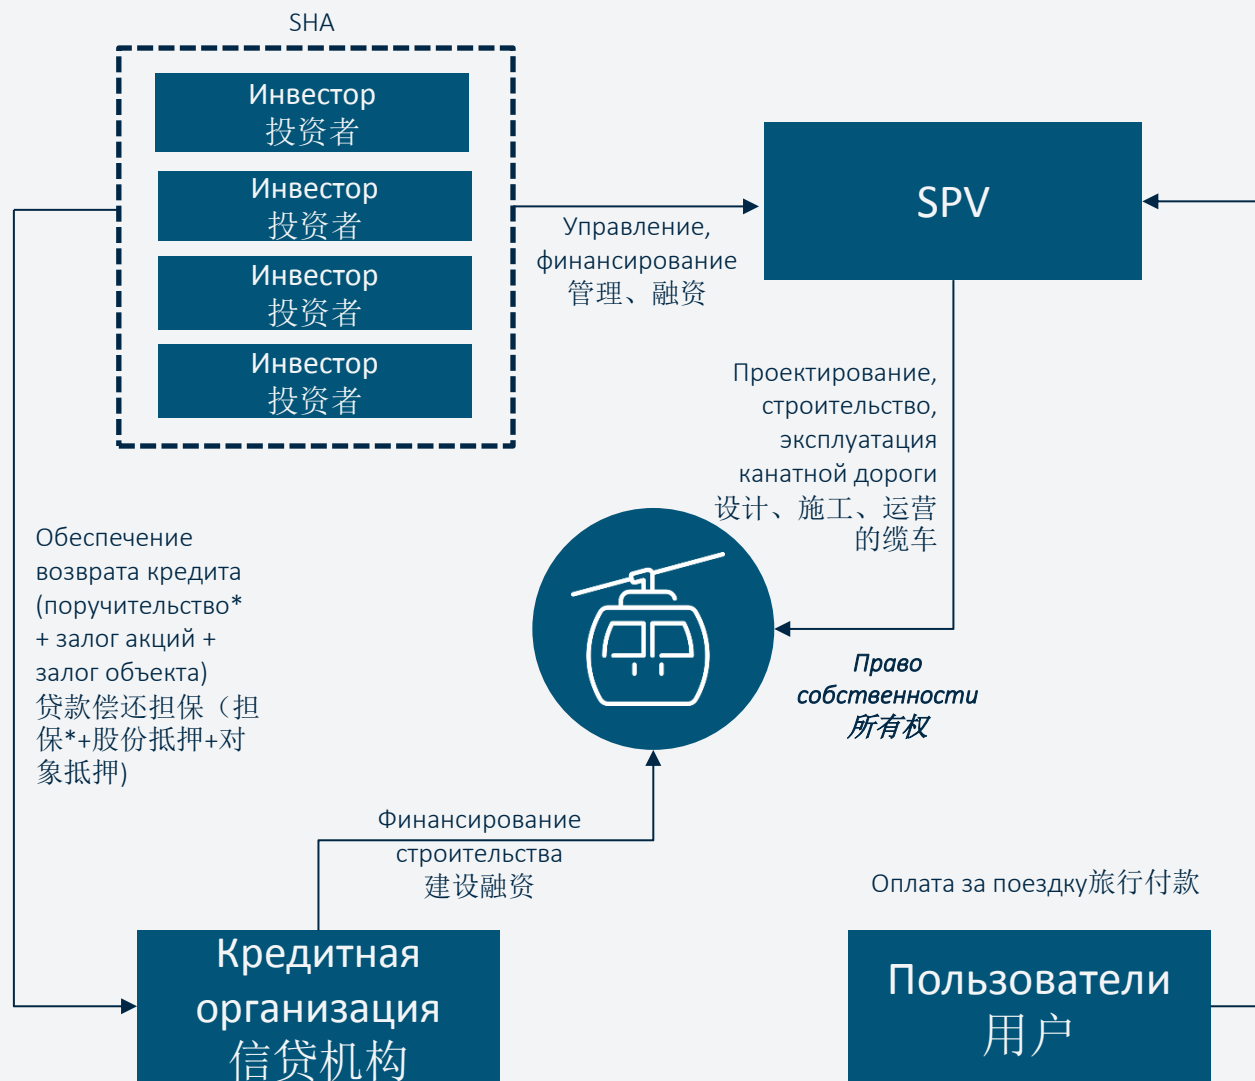 SHA
Инвестор
投资者
Инвестор
投资者
Инвестор
投资者
Инвестор
投资者
SPV
Управление,
финансирование
管理、融资
Проектирование,
строительство,
эксплуатация
канатной дороги
设计、施工、运营
的缆车
Обеспечение
возврата кредита
(поручительство*
+ залог акций +
залог объекта)
贷款偿还担保（担
保*+股份抵押+对
象抵押)
Право
собственности
所有权
Финансирование
строительства
建设融资
Оплата за поездку旅行付款
Кредитная
организация
信贷机构
Пользователи
用户